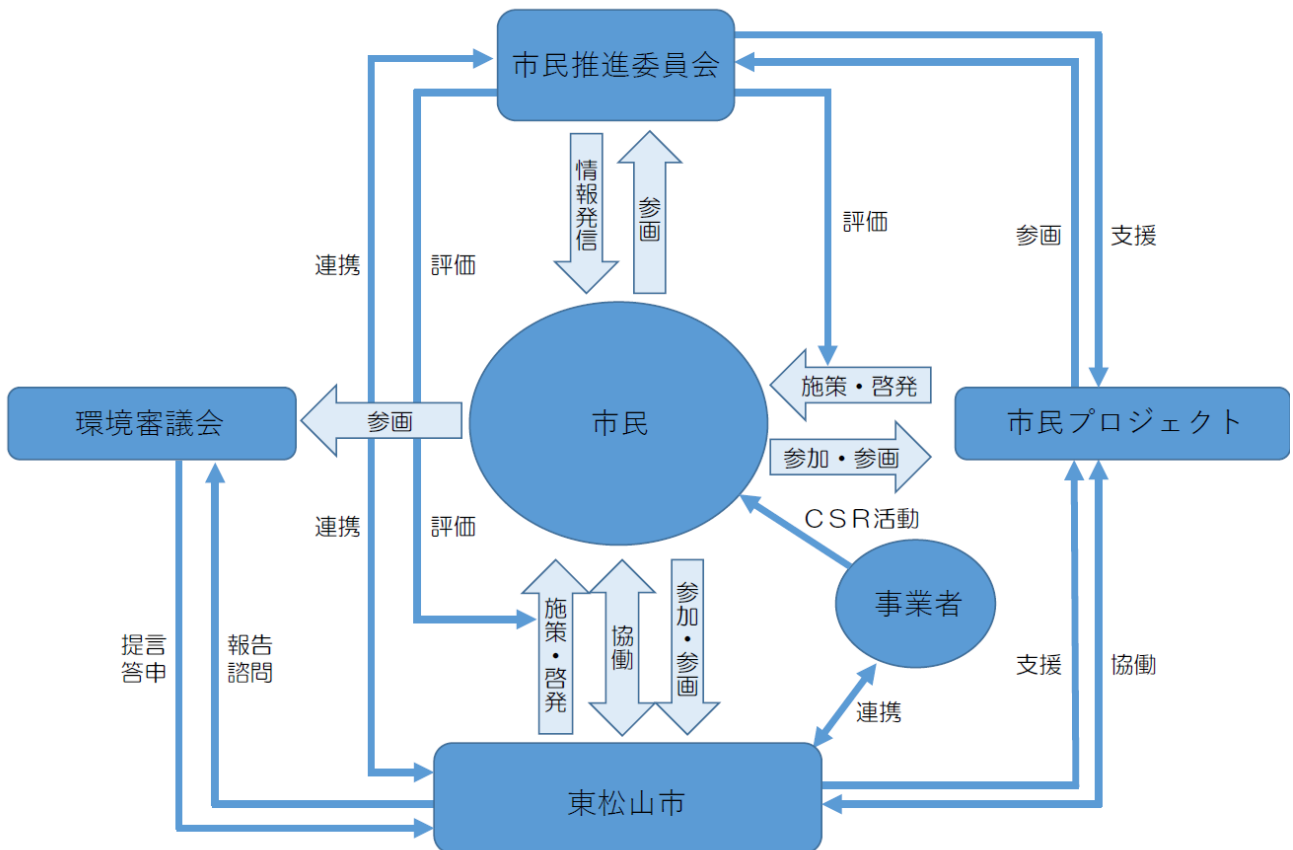 市民推進委員会
情報発信
参画
連携
評価
評価
参画
支援
施策・啓発
環境審議会
参画
市民
市民プロジェクト
参加・参画
連携
評価
CSR活動
施策・啓発
協働
参加・参画
事業者
提言
答申
報告
諮問
支援
協働
連携
東松山市